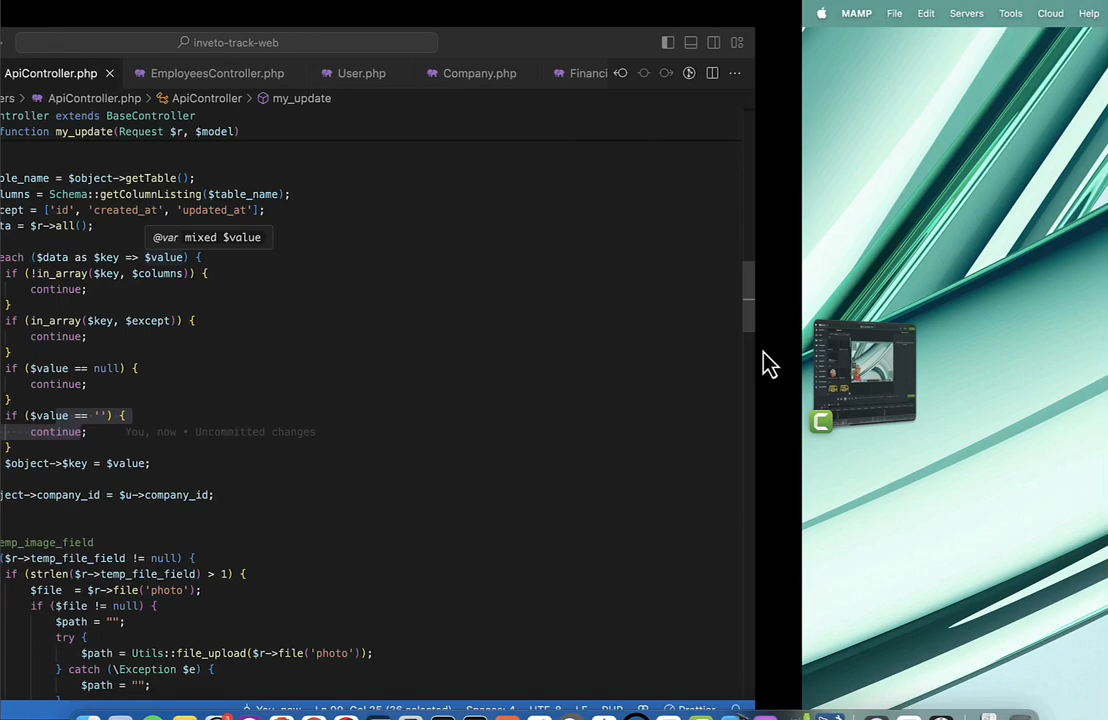 MAMP File Edit Servers Tools Cloud Help
inveto-track-web
ApiController.php EmployeesController.php User.php Company.php Financi
ers > ApiController.php > ApiController > my_update
ntroller extends BaseController
function my_update(Request $r, $model)
ble_name = $object->getTable();
lumns = Schema::getColumnListing($table_name);
cept = ['id', 'created_at', 'updated_at'];
ta = $r->all();
@var mixed $value
each ($data as $key => $value) {
if (!in_array($key, $columns)) {
continue;
}
if (in_array($key, $except)) {
continue;
}
if ($value == null) {
continue;
}
if ($value == '') {
continue; You, now • Uncommitted changes
}
$object->$key = $value;
ject->company_id = $u->company_id;
emp_image_field
($r->temp_file_field != null) {
if (strlen($r->temp_file_field) > 1) {
$file = $r->file('photo');
if ($file != null) {
$path = "";
try {
$path = Utils::file_upload($r->file('photo'));
} catch (\Exception $e) {
$path = "";